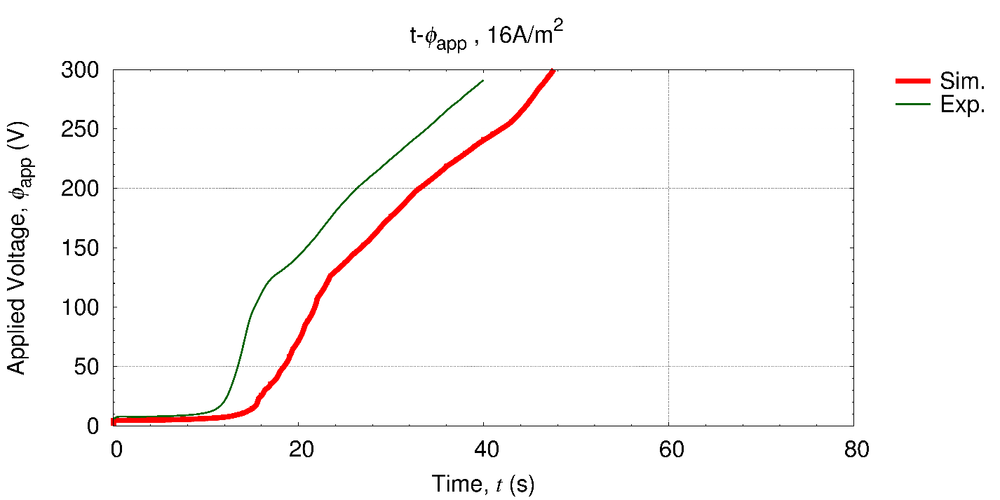 t-ϕapp , 16A/m2
Sim.
Exp.
Applied Voltage, ϕapp (V)
300
250
200
150
100
50
0
0 20 40 60 80
Time, t (s)